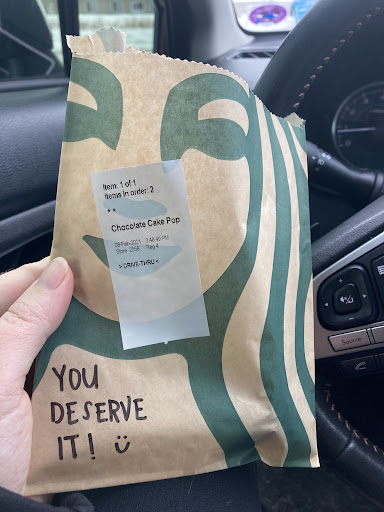 Item: 1 of 1
Items in order: 2
* *
Chocolate Cake Pop
> DRIVE-THRU <
YOU
DESERVE
IT! :)
Source